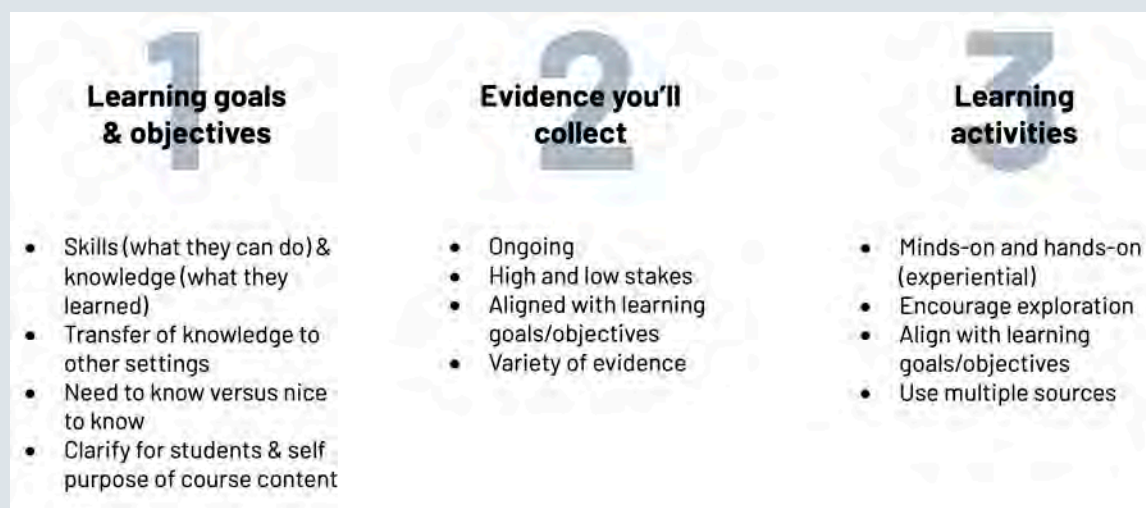 1
Learning goals
& objectives
• Skills (what they can do) &
knowledge (what they
learned)
• Transfer of knowledge to
other settings
• Need to know versus nice
to know
• Clarify for students & self
purpose of course content
2
Evidence you'll
collect
• Ongoing
• High and low stakes
• Aligned with learning
goals/objectives
• Variety of evidence
3
Learning
activities
• Minds-on and hands-on
(experiential)
• Encourage exploration
• Align with learning
goals/objectives
• Use multiple sources